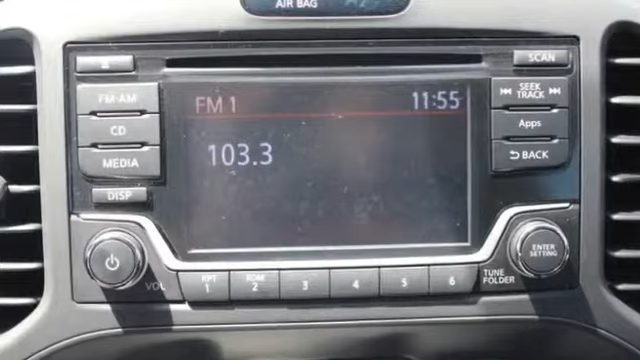 AIR BAG
SCAN
FM·AM
CD
MEDIA
DISP
FM 1
11:55
103.3
SEEK
TRACK
Apps
BACK
VOL
RPT
1
RDM
2
3
4
5
6
TUNE
FOLDER
ENTER
SETTING